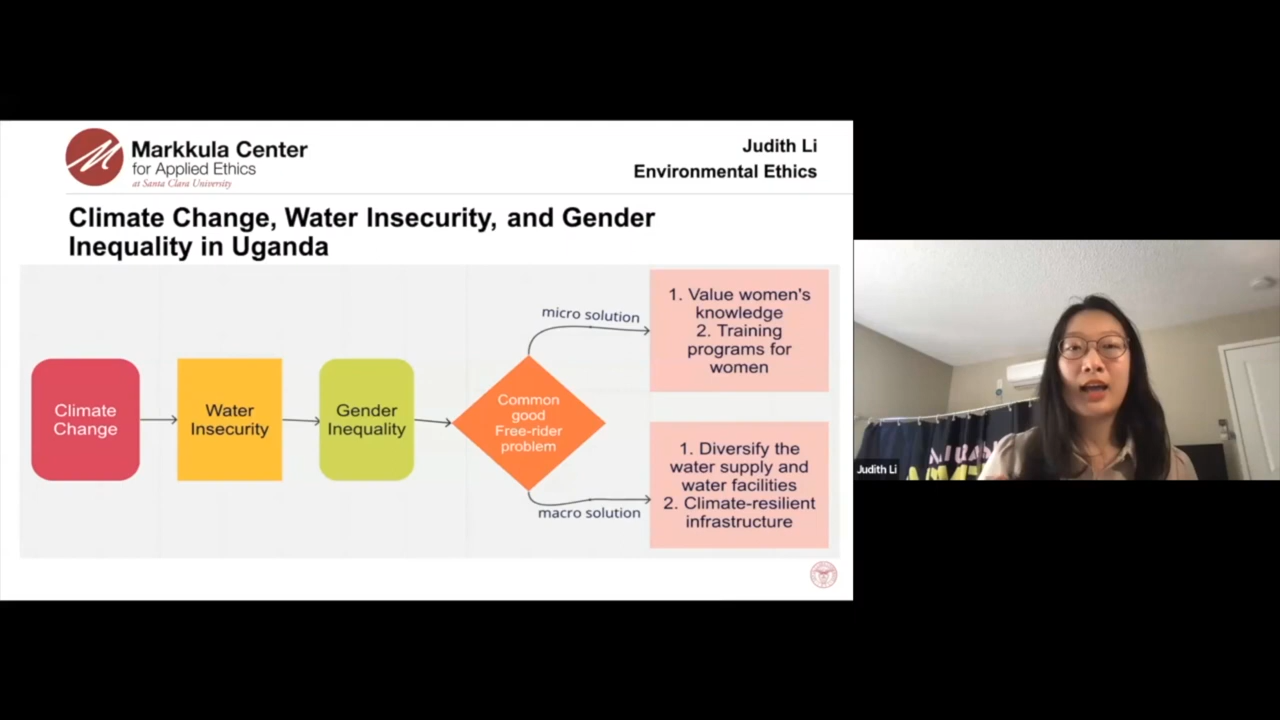 Markkula Center
for Applied Ethics
at Santa Clara University
Judith Li
Environmental Ethics
Climate Change, Water Insecurity, and Gender
Inequality in Uganda
Climate
Change
Water
Insecurity
Gender
Inequality
Common
good
Free-rider
problem
micro solution
1. Value women's
knowledge
2. Training
programs for
women
macro solution
1. Diversify the
water supply and
water facilities
2. Climate-resilient
infrastructure
Judith Li